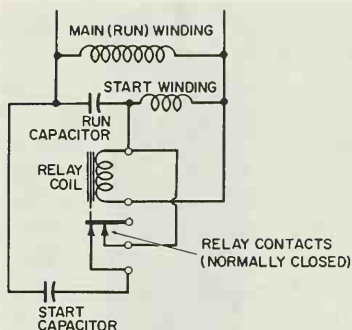 MAIN (RUN) WINDING
START WINDING
RUN
CAPACITOR
RELAY
COIL
RELAY CONTACTS
(NORMALLY CLOSED)
START
CAPACITOR